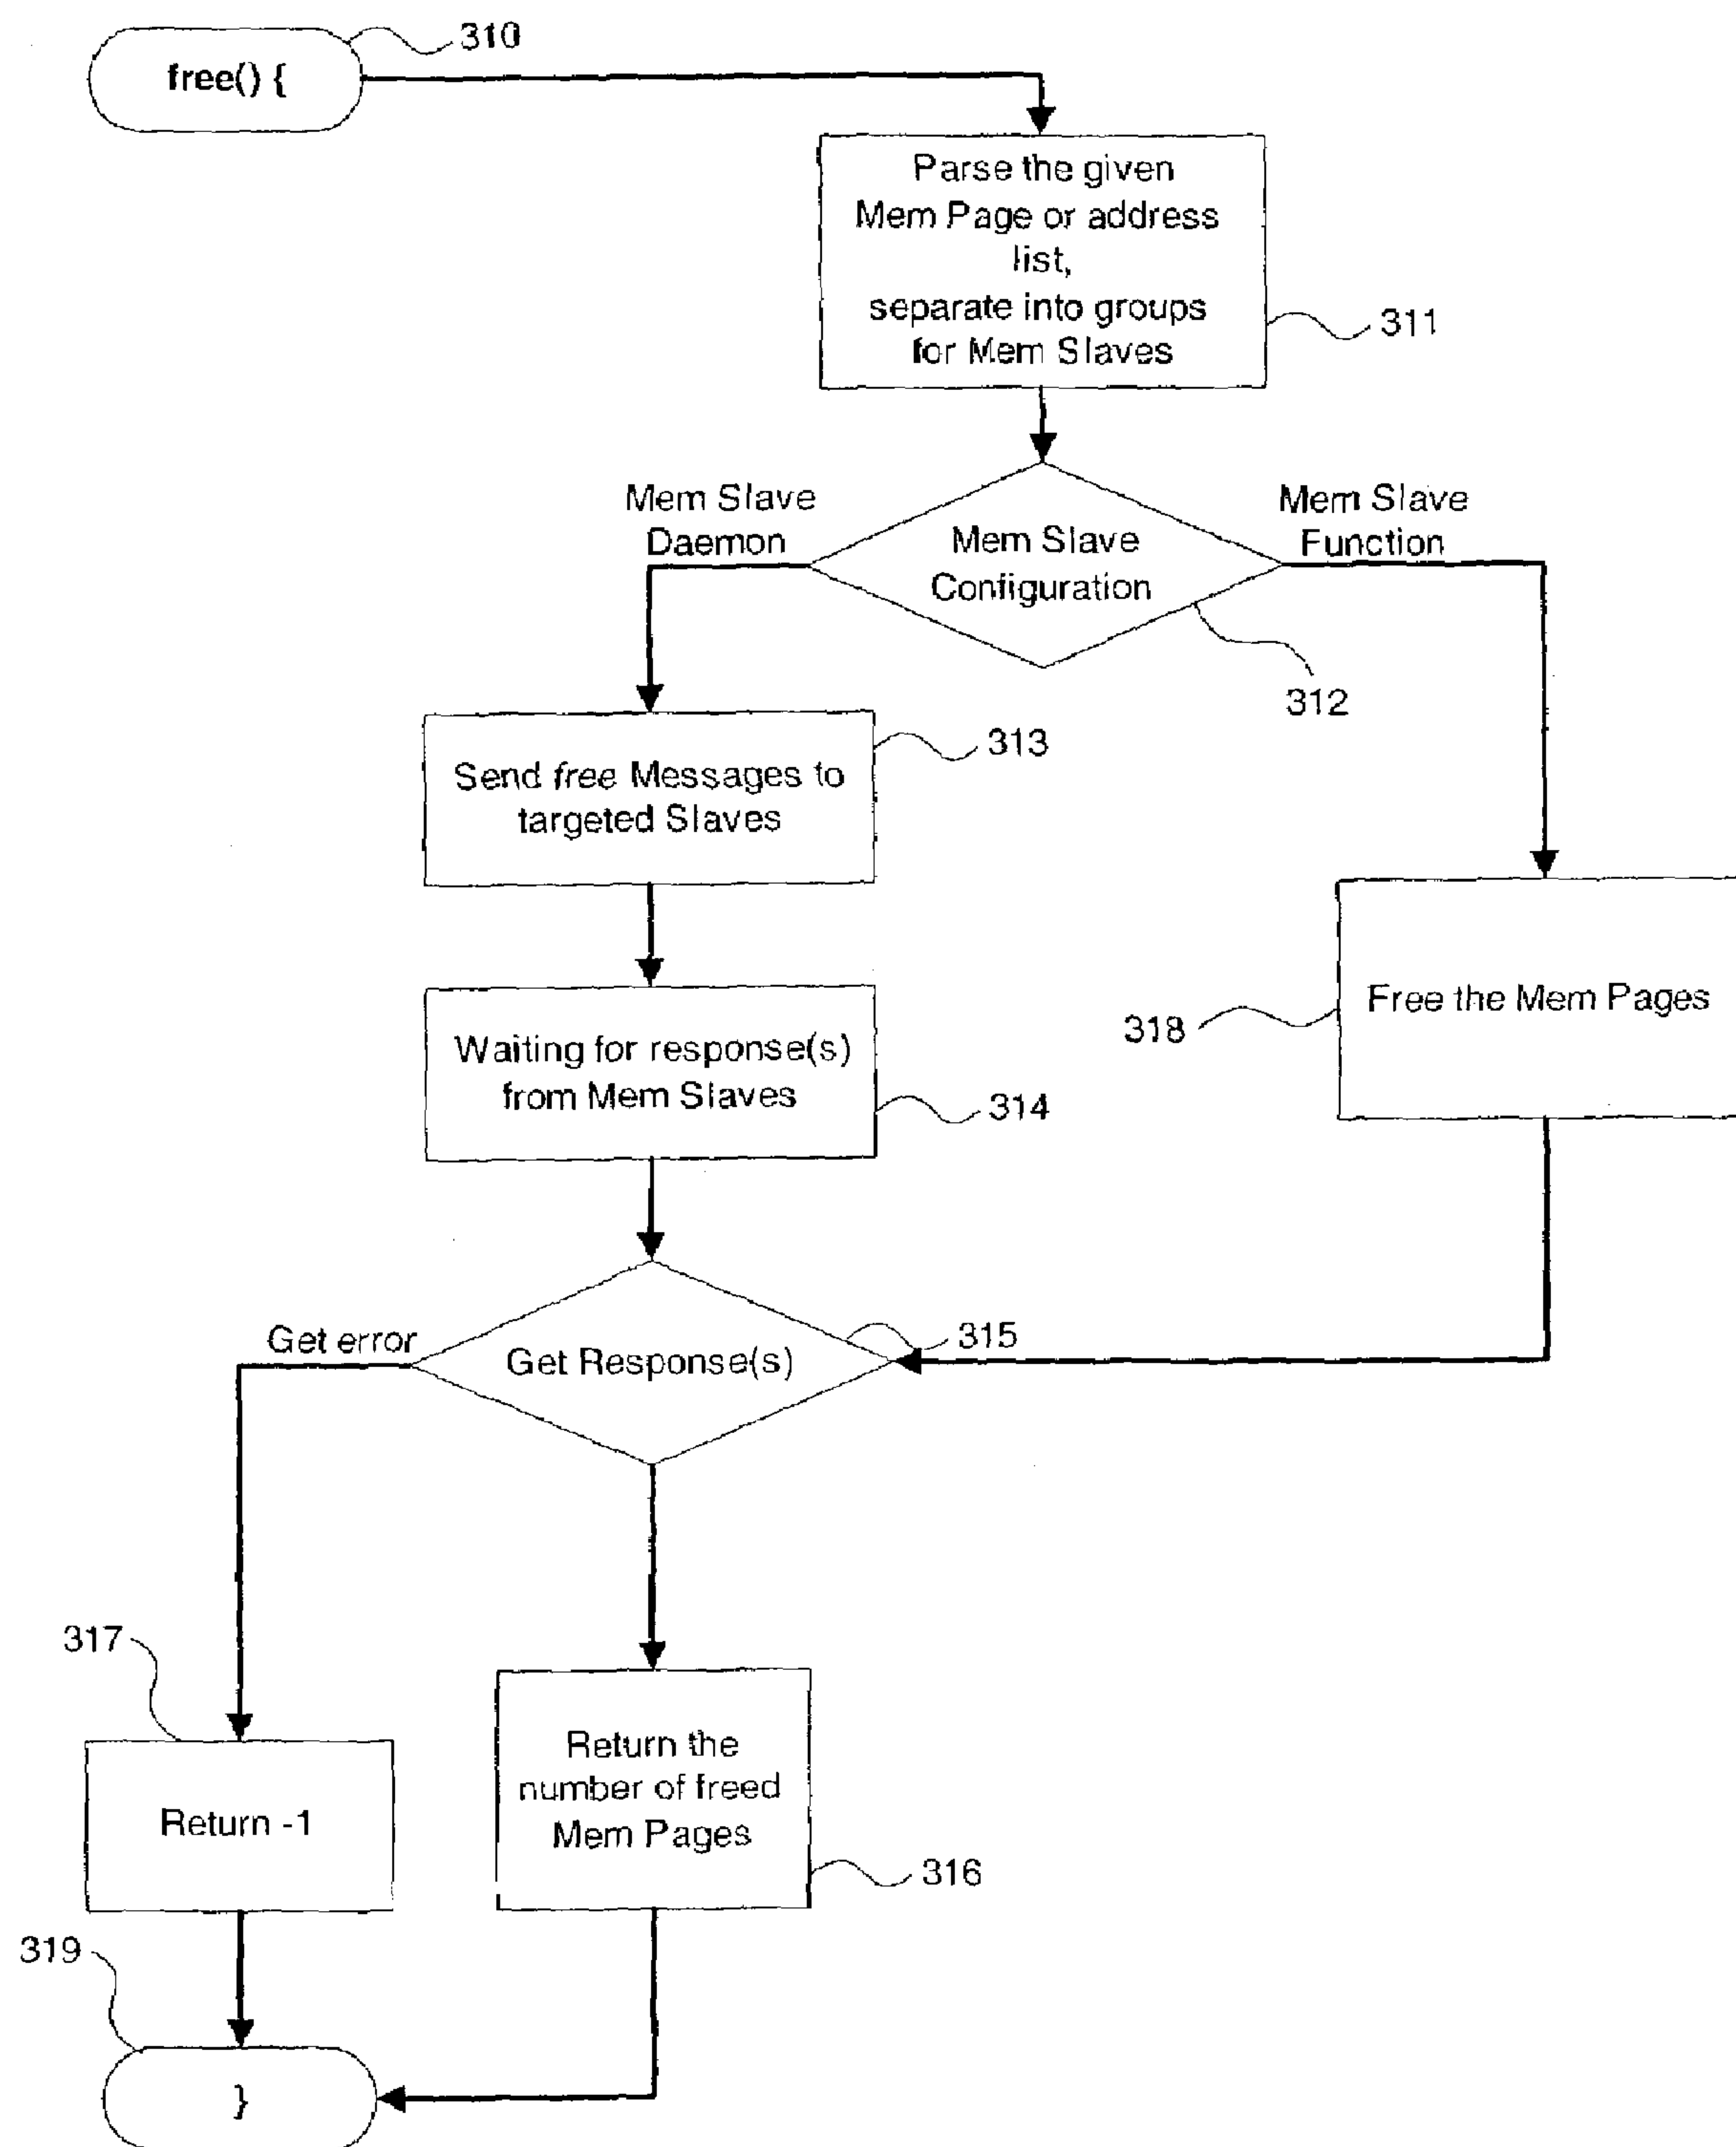 310
free() {
Parse the given
Mem Page or address
list,
separate into groups
for Mem Slaves
311
Mem Slave
Daemon
Mem Slave
Configuration
Mem Slave
Function
312
313
Send free Messages to
targeted Slaves
318
Free the Mem Pages
Waiting for response(s)
from Mem Slaves
314
Get error
Get Response(s)
315
317
Return -1
Return the
number of freed
Mem Pages
316
319
}